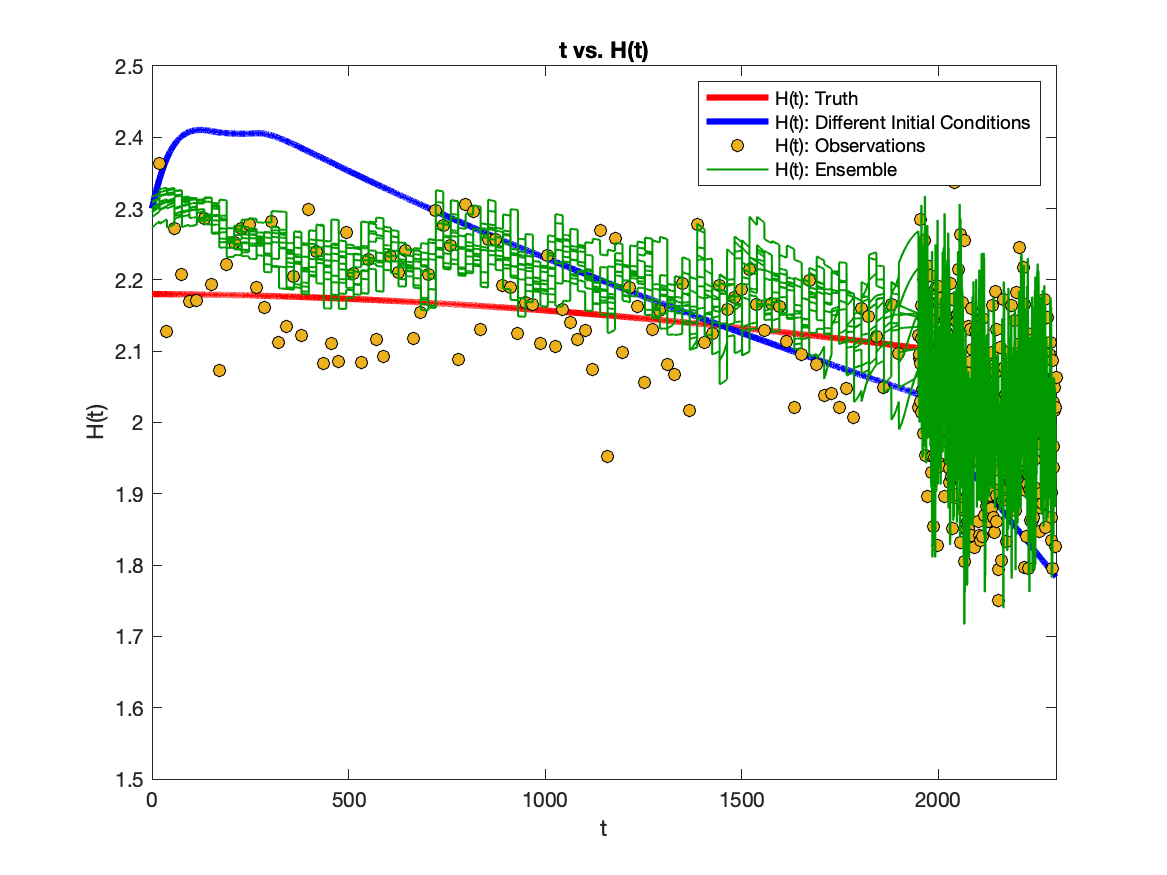 t vs. H(t)
2.5
2.4
2.3
2.2
2.1
2
1.9
1.8
1.7
1.6
1.5
H(t)
H(t): Truth
H(t): Different Initial Conditions
H(t): Observations
H(t): Ensemble
0
500
1000
1500
2000
t